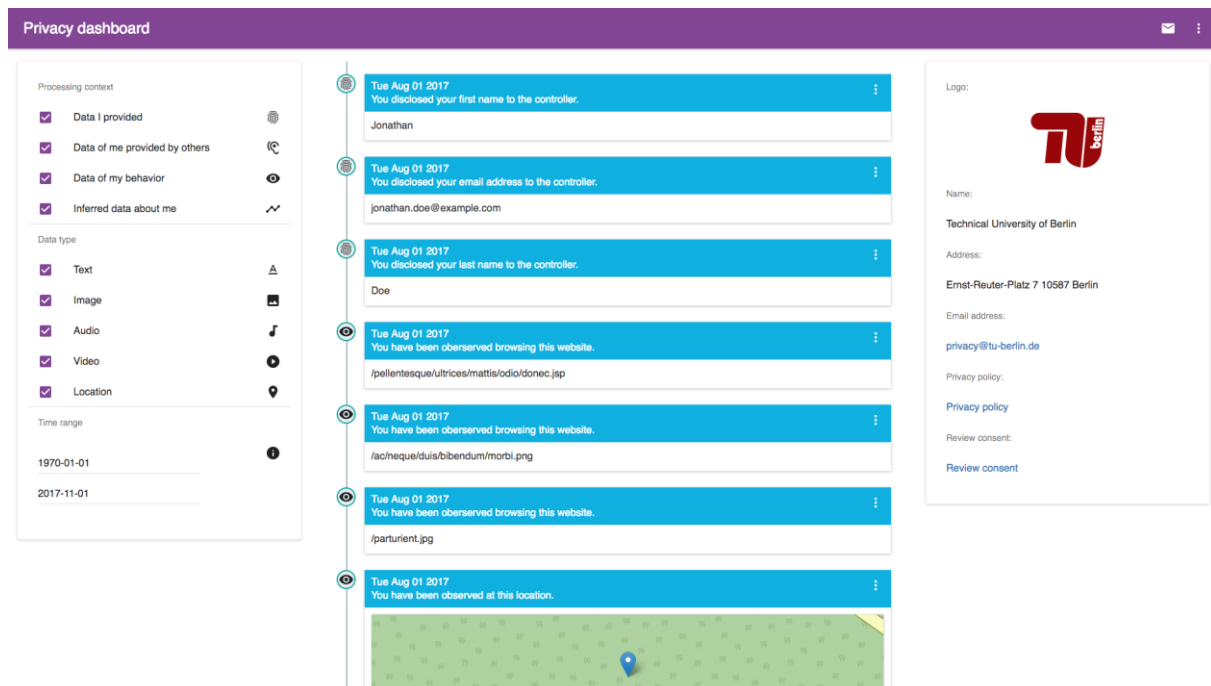 Privacy dashboard
Processing context
Data I provided
Data of me provided by others
Data of my behavior
Inferred data about me
Data type
Text
A
Image
Audio
Video
Location
Time range
1970-01-01
2017-11-01
Tue Aug 01 2017
You disclosed your first name to the controller.
Jonathan
Tue Aug 01 2017
You disclosed your email address to the controller.
jonathan.doe@example.com
Tue Aug 01 2017
You disclosed your last name to the controller.
Doe
Tue Aug 01 2017
You have been oberserved browsing this website.
/pellentesque/ultrices/mattis/odio/donec.jsp
Tue Aug 01 2017
You have been oberserved browsing this website.
/ac/neque/duis/bibendum/morbi.png
Tue Aug 01 2017
You have been oberserved browsing this website.
/parturient.jpg
Tue Aug 01 2017
You have been observed at this location.
Logo:
TU berlin
Name:
Technical University of Berlin
Address:
Ernst-Reuter-Platz 7 10587 Berlin
Email address:
privacy@tu-berlin.de
Privacy policy:
Privacy policy
Review consent:
Review consent